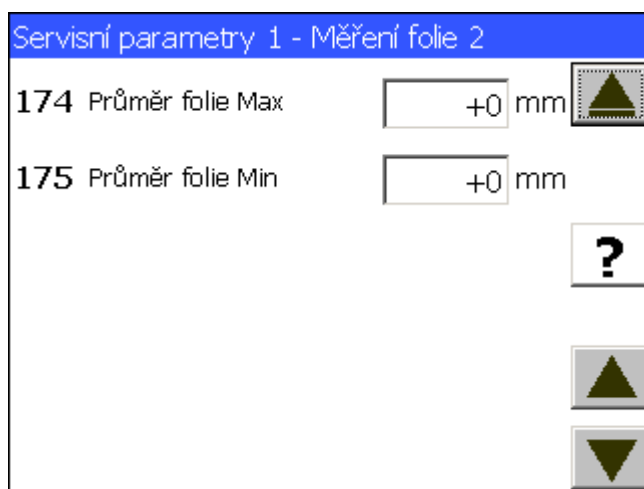 Servisní parametry 1 - Měření folie 2
174 Průměr folie Max +0 mm
175 Průměr folie Min +0 mm
?